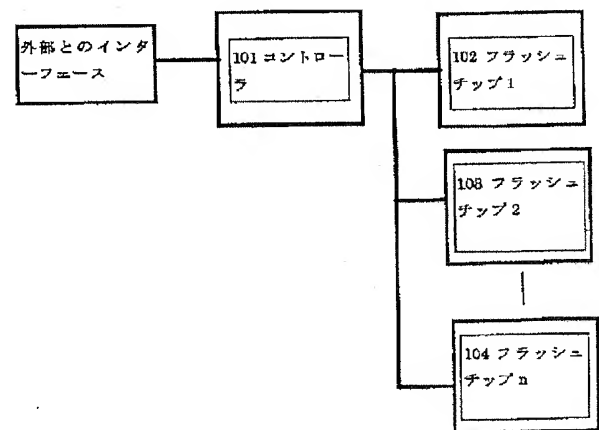 外部とのインタ
ーフェース
101 コントロー
ラ
102 フラッシュ
チップ 1
103 フラッシュ
チップ 2
104 フラッシュ
チップ n